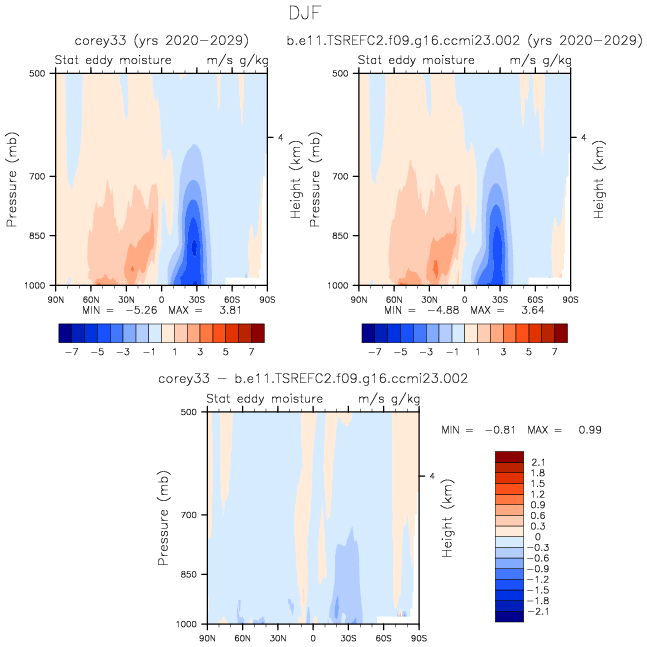 DJF
corey33 (yrs 2020-2029)
b.e11.TSREFC2.f09.g16.ccmi23.002 (yrs 2020-2029)
Stat eddy moisture m/s g/kg
Stat eddy moisture m/s g/kg
500
700
850
1000
Pressure (mb)
4
Height (km)
90N 60N 30N 0 30S 60S 90S
MIN = -5.26 MAX = 3.81
-7 -5 -3 -1 1 3 5 7
500
700
850
1000
Pressure (mb)
4
Height (km)
90N 60N 30N 0 30S 60S 90S
MIN = -4.88 MAX = 3.64
-7 -5 -3 -1 1 3 5 7
corey33 - b.e11.TSREFC2.f09.g16.ccmi23.002
Stat eddy moisture m/s g/kg
500
700
850
1000
Pressure (mb)
4
Height (km)
90N 60N 30N 0 30S 60S 90S
MIN = -0.81 MAX = 0.99
2.1
1.8
1.5
1.2
0.9
0.6
0.3
0
-0.3
-0.6
-0.9
-1.2
-1.5
-1.8
-2.1